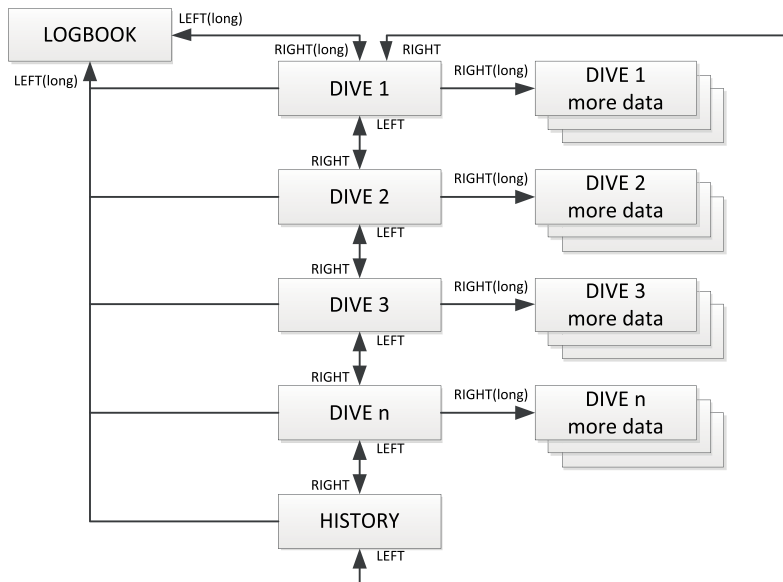 LOGBOOK
LEFT(long)
RIGHT(long)
RIGHT
LEFT(long)
DIVE 1
RIGHT(long)
DIVE 1
more data
LEFT
RIGHT
DIVE 2
RIGHT(long)
DIVE 2
more data
LEFT
RIGHT
DIVE 3
RIGHT(long)
DIVE 3
more data
LEFT
RIGHT
DIVE n
RIGHT(long)
DIVE n
more data
LEFT
RIGHT
HISTORY
LEFT